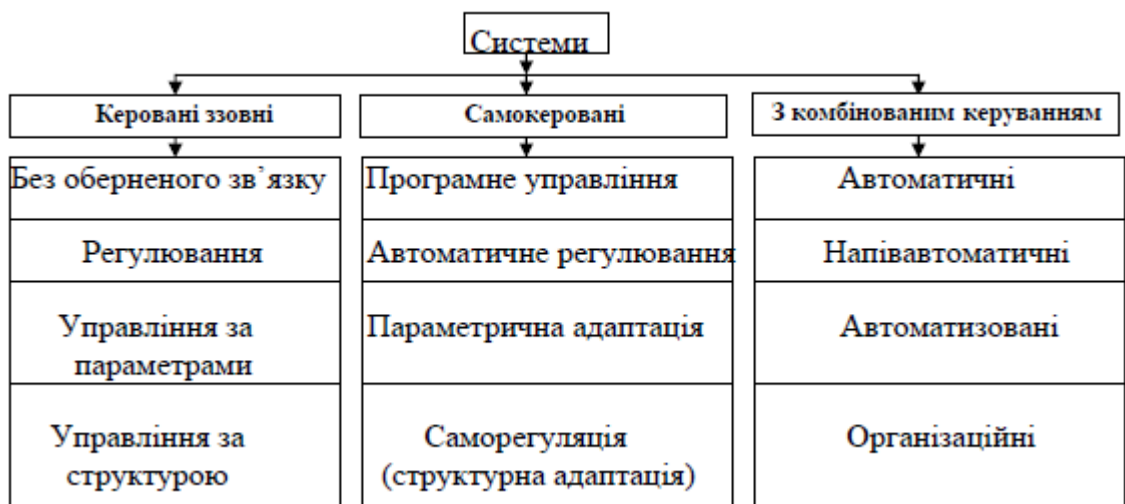 Системи
Керовані ззовні
Самокеровані
З комбінованим керуванням
Без оберненого зв’язку
Програмне управління
Автоматичні
Регулювання
Автоматичне регулювання
Напівавтоматичні
Управління за
параметрами
Параметрична адаптація
Автоматизовані
Управління за
структурою
Саморегуляція
(структурна адаптація)
Організаційні